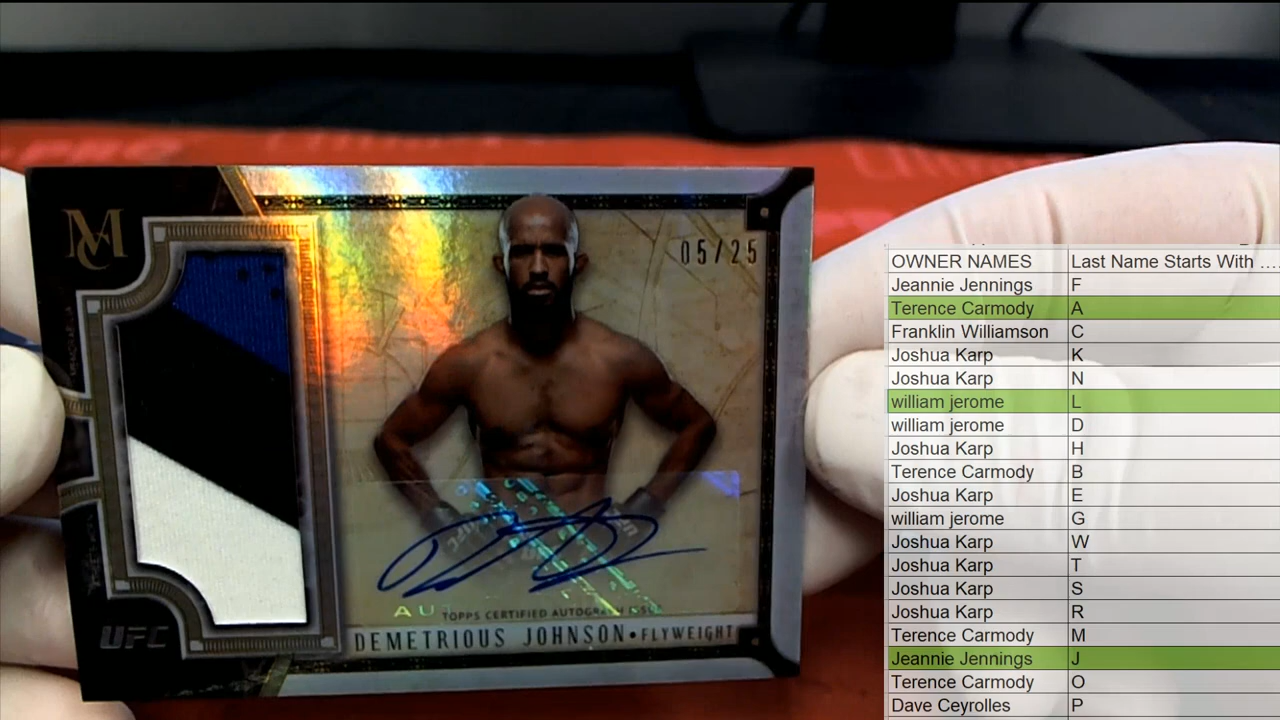 MC
05/25
AU
TOPPS CERTIFIED AUTOGRAPH ISSUE
DEMETRIOUS JOHNSON • FLYWEIGHT
UFC
OWNER NAMES Last Name Starts With ....
Jeannie Jennings F
Terence Carmody A
Franklin Williamson C
Joshua Karp K
Joshua Karp N
william jerome L
william jerome D
Joshua Karp H
Terence Carmody B
Joshua Karp E
william jerome G
Joshua Karp W
Joshua Karp T
Joshua Karp S
Joshua Karp R
Terence Carmody M
Jeannie Jennings J
Terence Carmody O
Dave Ceyrolles P